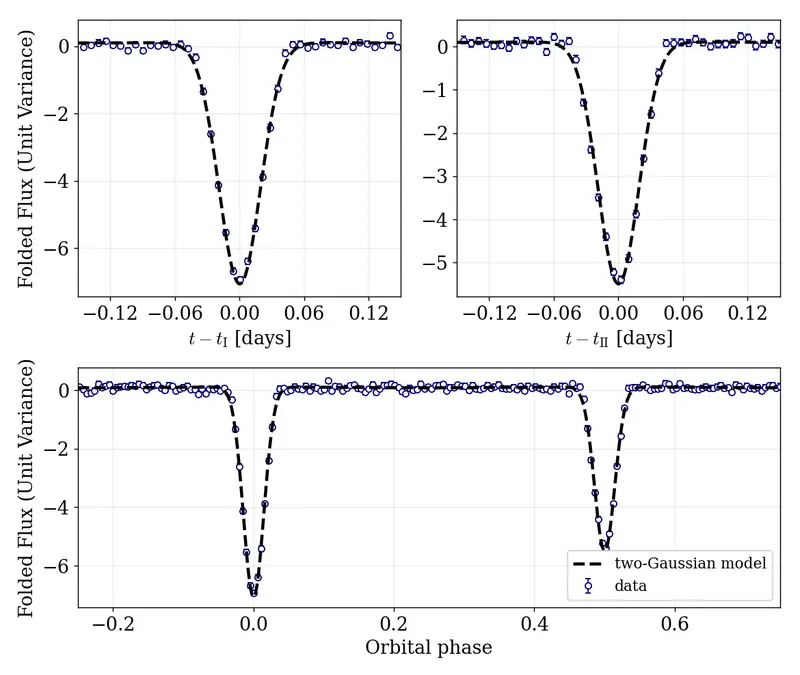 Folded Flux (Unit Variance)
0
−2
−4
−6
−0.12 −0.06 0.00 0.06 0.12
t − tI [days]
0
−1
−2
−3
−4
−5
−0.12 −0.06 0.00 0.06 0.12
t − tII [days]
Folded Flux (Unit Variance)
0
−2
−4
−6
two-Gaussian model
data
−0.2 0.0 0.2 0.4 0.6
Orbital phase